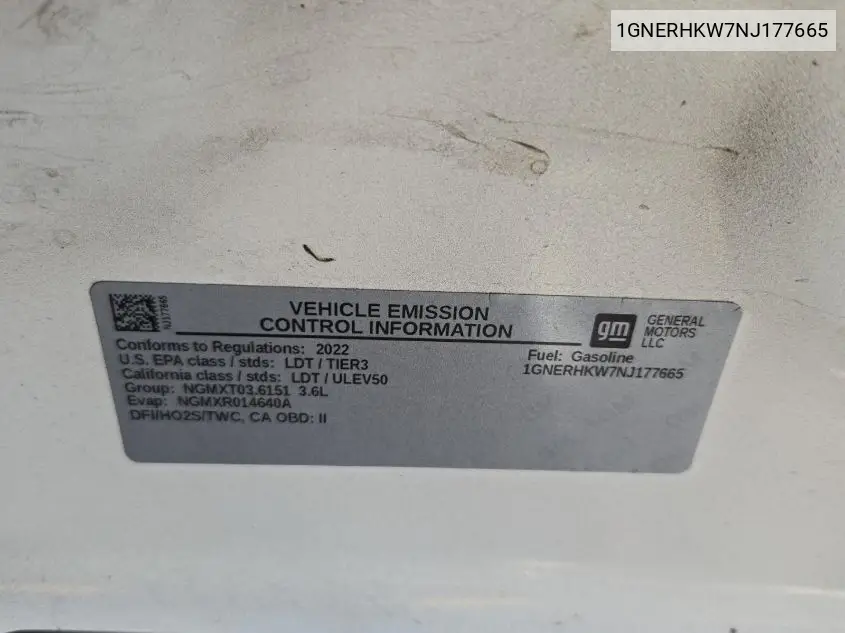 1GNERHKW7NJ177665
NJ177665
VEHICLE EMISSION
CONTROL INFORMATION
gm
GENERAL
MOTORS
LLC
Conforms to Regulations: 2022
U.S. EPA class / stds: LDT / TIER3
California class / stds: LDT / ULEV50
Group: NGMXT03.6151 3.6L
Evap: NGMXR014640A
DFI/HO2S/TWC, CA OBD: II
Fuel: Gasoline
1GNERHKW7NJ177665